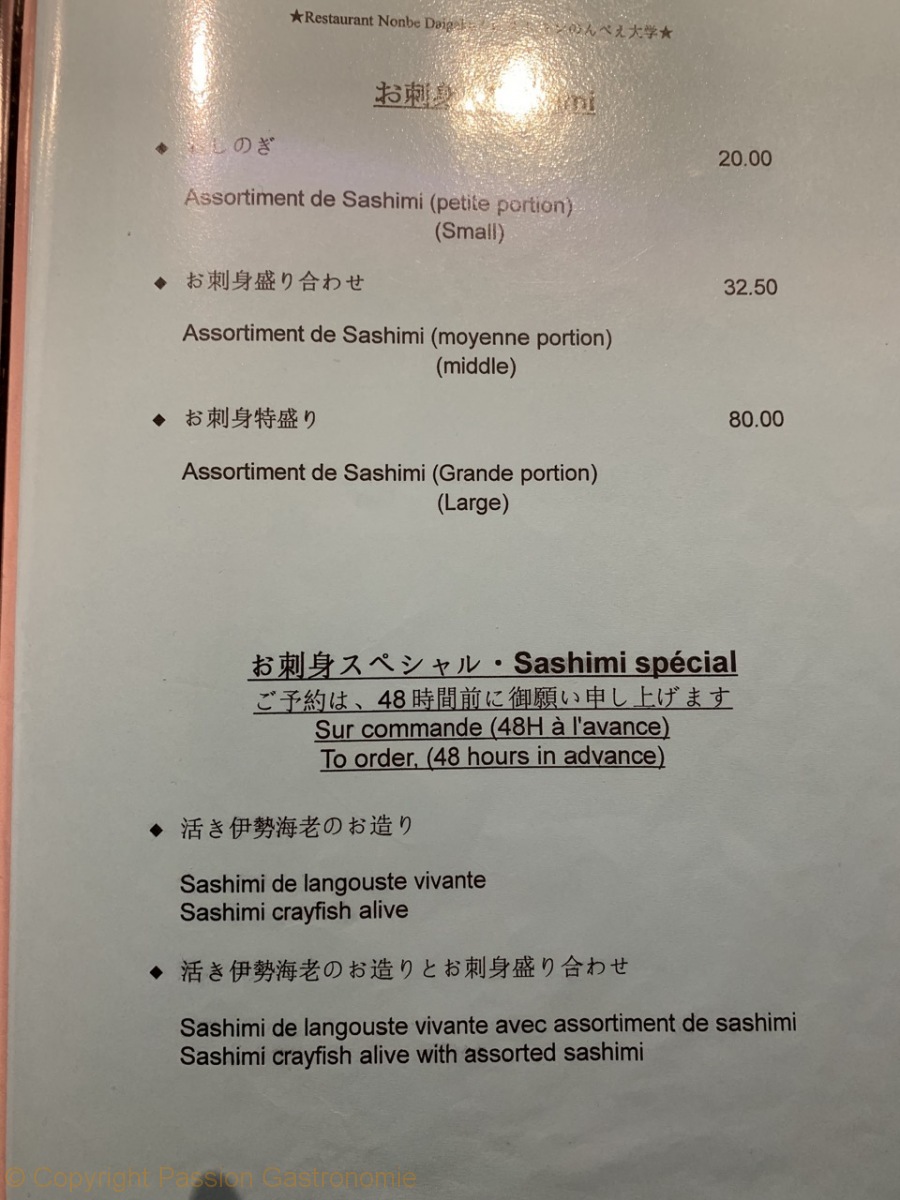 ★Restaurant Nonbe のんべえ大学★
お刺身
しのぎ 20.00
Assortiment de Sashimi (petite portion)
(Small)
お刺身盛り合わせ 32.50
Assortiment de Sashimi (moyenne portion)
(middle)
お刺身特盛り 80.00
Assortiment de Sashimi (Grande portion)
(Large)
お刺身スペシャル・Sashimi spécial
ご予約は、48時間前に御願い申し上げます
Sur commande (48H à l'avance)
To order, (48 hours in advance)
活き伊勢海老のお造り
Sashimi de langouste vivante
Sashimi crayfish alive
活き伊勢海老のお造りとお刺身盛り合わせ
Sashimi de langouste vivante avec assortiment de sashimi
Sashimi crayfish alive with assorted sashimi
© Copyright Passion Gastronomie